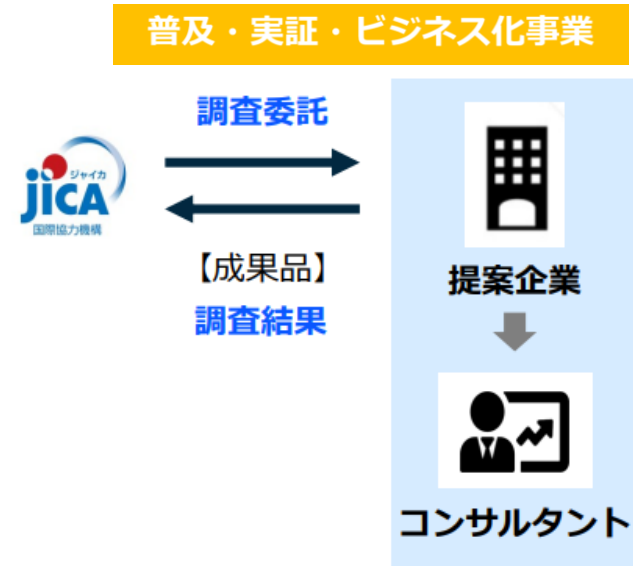 普及・実証・ビジネス化事業
調査委託
ジャイカ
JICA
国際協力機構
【成果品】
調査結果
提案企業
コンサルタント